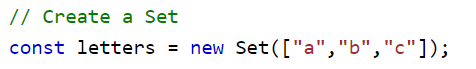 // Create a Set
const letters = new Set(["a","b","c"]);